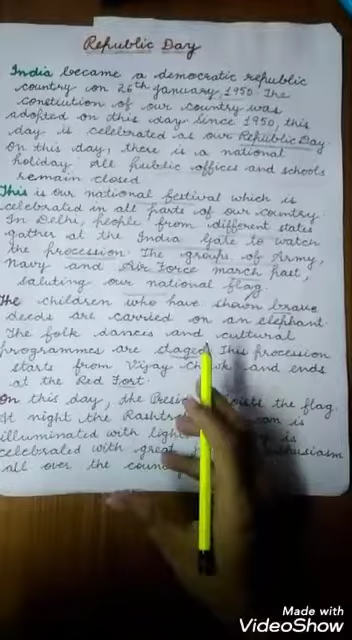 Republic Day
India became a democratic republic
country on 26th January, 1950. The
constiution of our country was
adopted on this day. Since 1950, this
day is celebrated as our Republic Day.
On this day, there is a national
holiday. All public offices and schools
remain closed.
This is our national festival which is
celebrated in all parts of our country.
In Delhi, people from different states
gather at the India Gate to watch
the procession. The groups of Army,
Navy and Air Force march past,
saluting our national flag.
The children who have shown brave
deeds are carried on an elephant.
The folk dances and cultural
programmes are staged. This procession
starts from Vijay and ends
at the Red Fort.
On this day, the the flag.
At night the
illuminated with is
celebrated with great
all over the
Made with
VideoShow